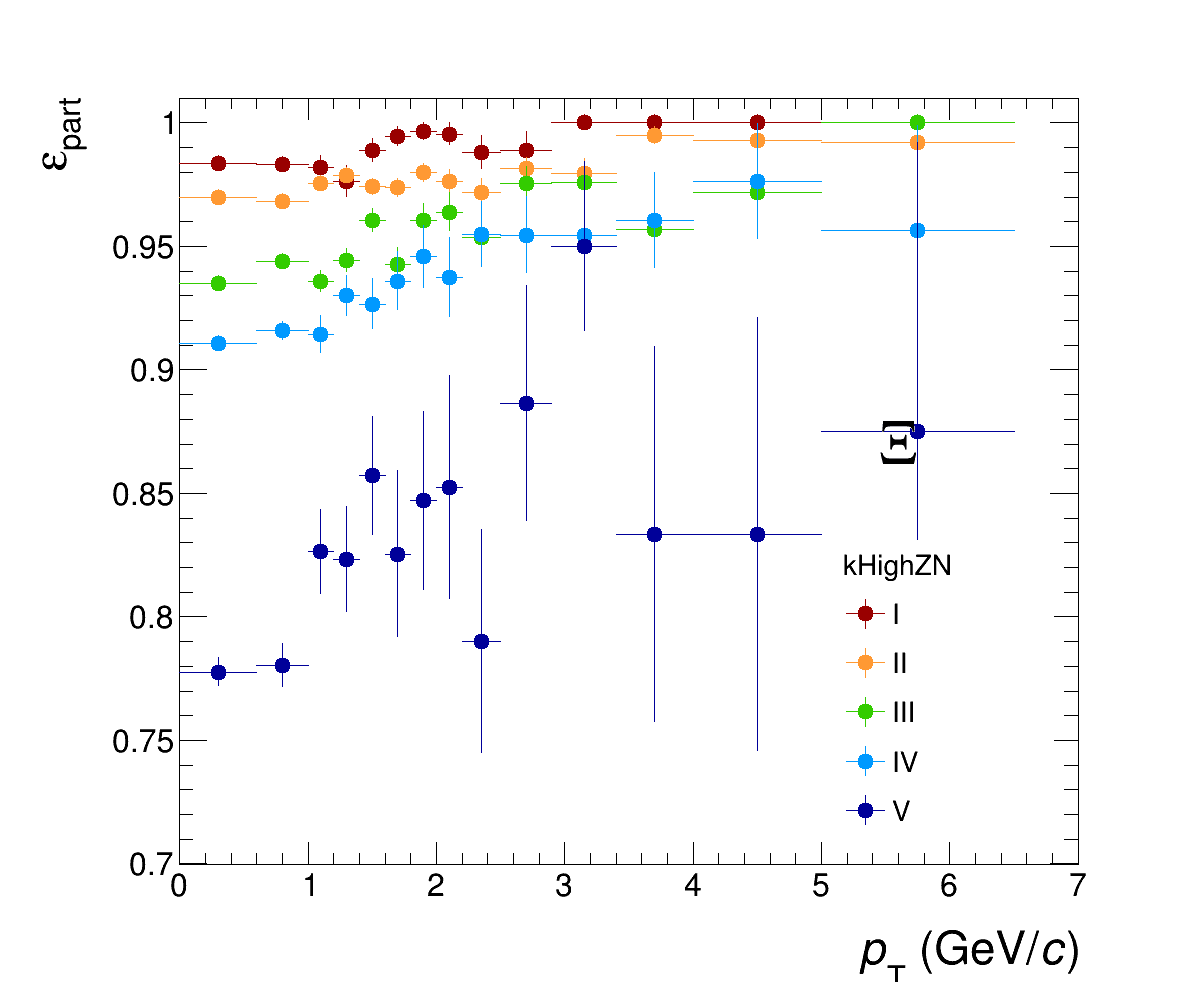 ε_part
1
0.95
0.9
0.85
0.8
0.75
0.7
0 1 2 3 4 5 6 7
p_T (GeV/c)
Ξ
kHighZN
I
II
III
IV
V